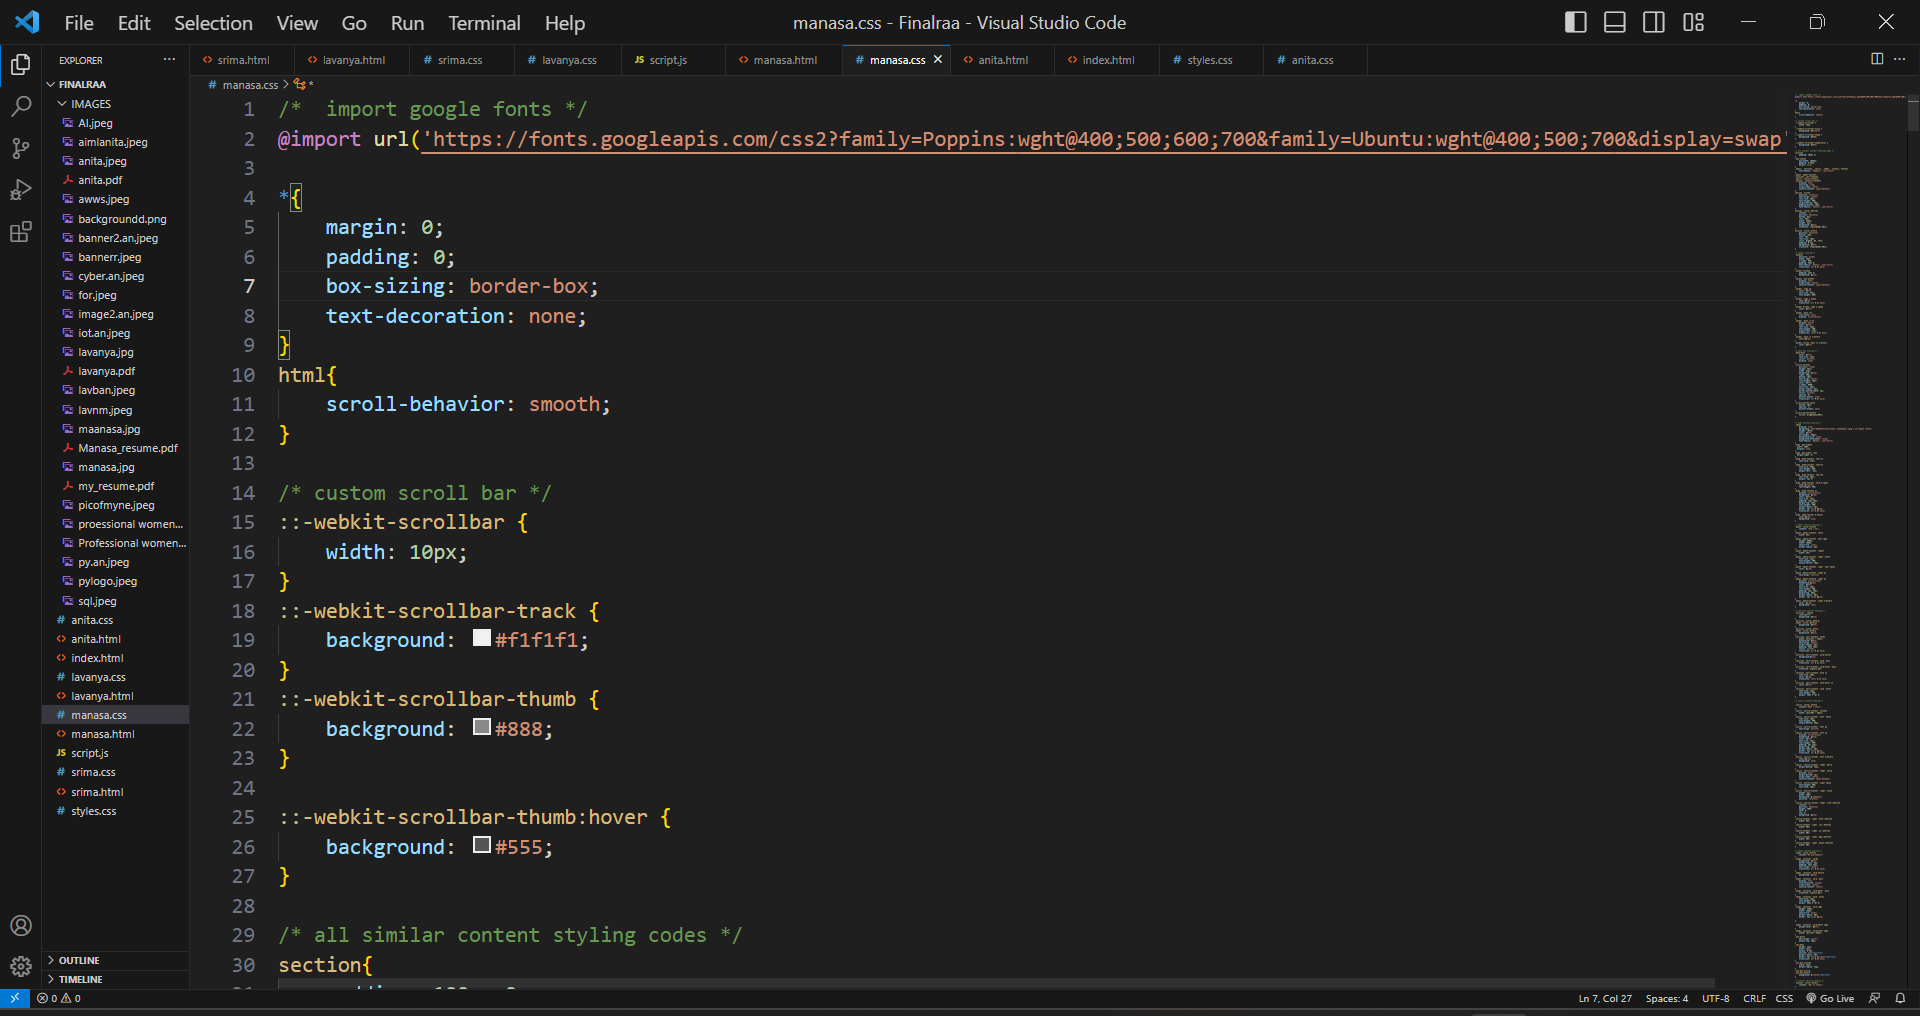 File Edit Selection View Go Run Terminal Help
manasa.css - Finalraa - Visual Studio Code
EXPLORER
srima.html lavanya.html srima.css lavanya.css script.js manasa.html manasa.css anita.html index.html styles.css anita.css
FINALRAA
IMAGES
AI.jpeg
aimlanita.jpeg
anita.jpeg
anita.pdf
awws.jpeg
backgroundd.png
banner2.an.jpeg
bannerr.jpeg
cyber.an.jpeg
for.jpeg
image2.an.jpeg
iot.an.jpeg
lavanya.jpg
lavanya.pdf
lavban.jpeg
lavnm.jpeg
maanasa.jpg
Manasa_resume.pdf
manasa.jpg
my_resume.pdf
picofmyne.jpeg
proessional women...
Professional women...
py.an.jpeg
pylogo.jpeg
sql.jpeg
# anita.css
<> anita.html
<> index.html
# lavanya.css
<> lavanya.html
# manasa.css
<> manasa.html
JS script.js
# srima.css
<> srima.html
# styles.css
OUTLINE
TIMELINE
# manasa.css > *
1 /*  import google fonts */
2 @import url('https://fonts.googleapis.com/css2?family=Poppins:wght@400;500;600;700&family=Ubuntu:wght@400;500;700&display=swap'
3
4 *{
5     margin: 0;
6     padding: 0;
7     box-sizing: border-box;
8     text-decoration: none;
9 }
10 html{
11     scroll-behavior: smooth;
12 }
13
14 /* custom scroll bar */
15 ::-webkit-scrollbar {
16     width: 10px;
17 }
18 ::-webkit-scrollbar-track {
19     background: #f1f1f1;
20 }
21 ::-webkit-scrollbar-thumb {
22     background: #888;
23 }
24
25 ::-webkit-scrollbar-thumb:hover {
26     background: #555;
27 }
28
29 /* all similar content styling codes */
30 section{
0 0
Ln 7, Col 27 Spaces: 4 UTF-8 CRLF CSS Go Live